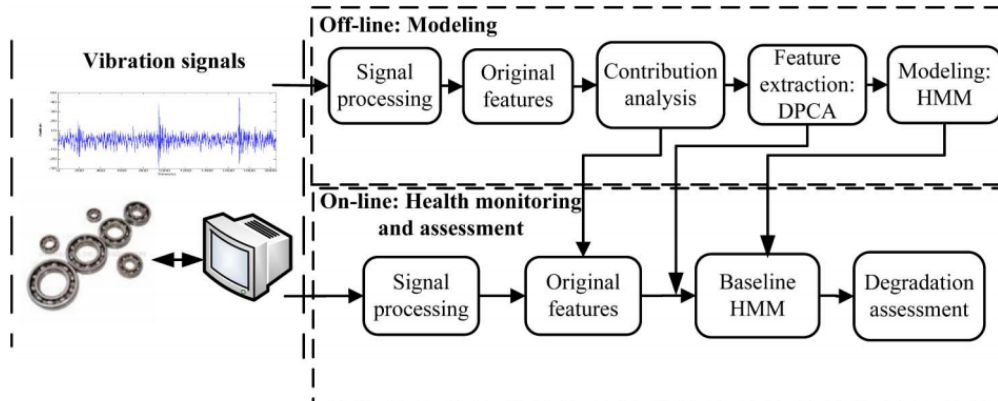 Vibration signals
Off-line: Modeling
Signal
processing
Original
features
Contribution
analysis
Feature
extraction:
DPCA
Modeling:
HMM
On-line: Health monitoring
and assessment
Signal
processing
Original
features
Baseline
HMM
Degradation
assessment